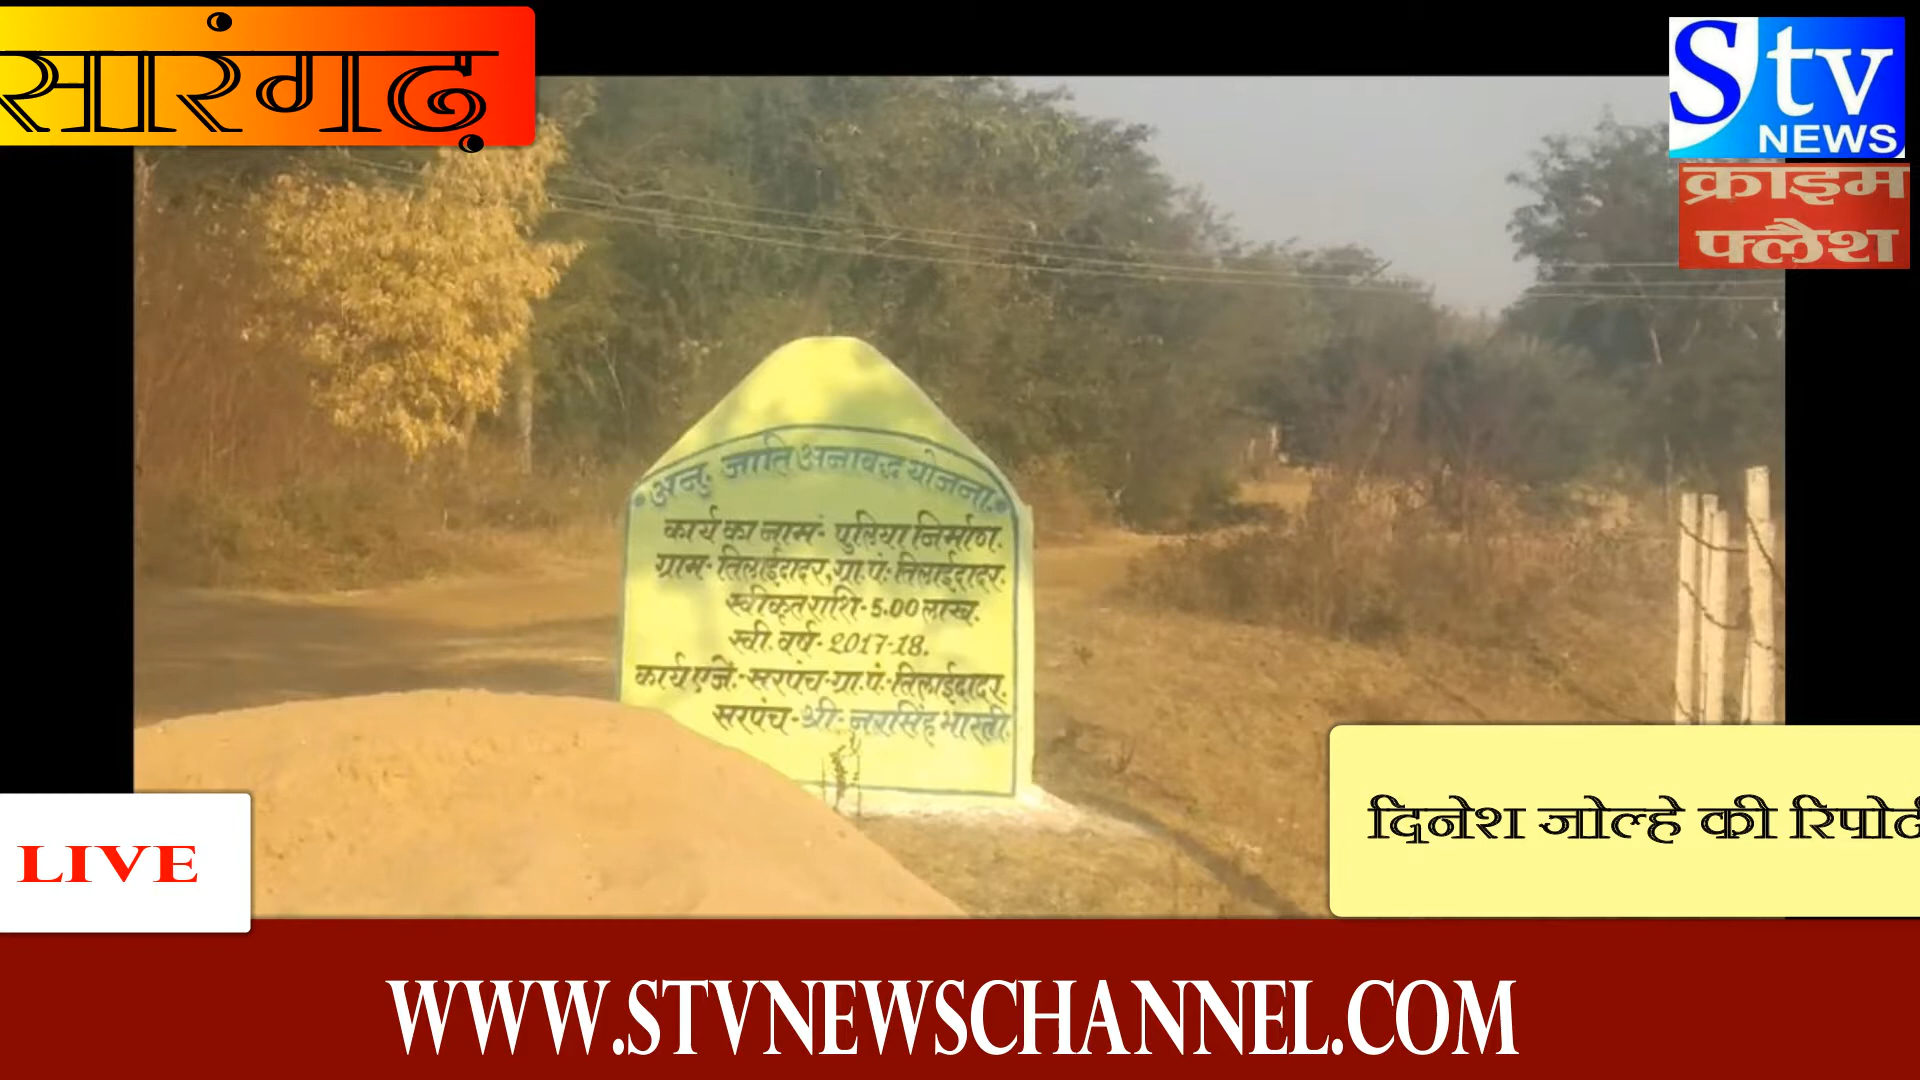 सारंगढ़
Stv
NEWS
क्राइम
फ्लैश
अनु. जाति अनाबद्ध योजना.
कार्य का नाम- पुलिया निर्माण.
ग्राम- तिलाईदादर, ग्रा.पं.- तिलाईदादर.
स्वीकृत राशि- 5.00 लाख.
स्वी. वर्ष- 2017-18.
कार्य एजें.- सरपंच-ग्रा.पं.-तिलाईदादर.
सरपंच - श्री- नरसिंह भारती.
दिनेश जोल्हे की रिपोर्ट
LIVE
WWW.STVNEWSCHANNEL.COM